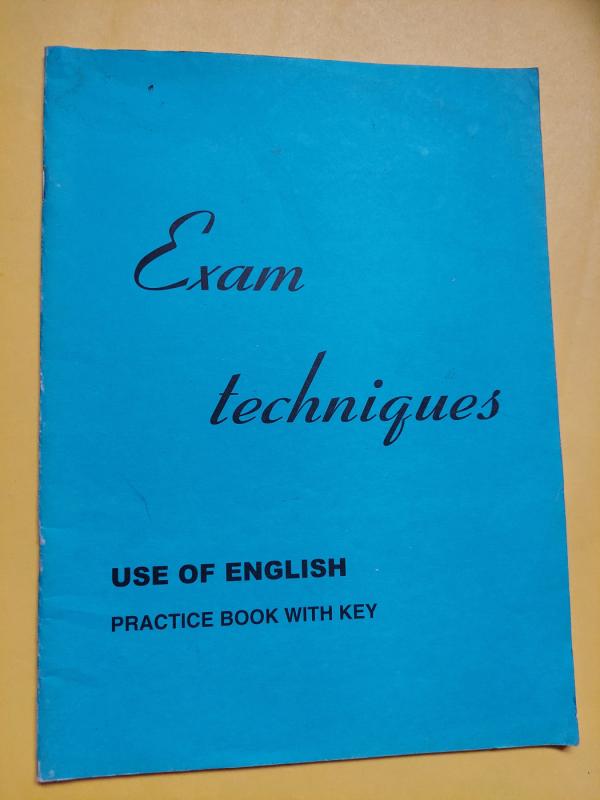 Exam
techniques
USE OF ENGLISH
PRACTICE BOOK WITH KEY